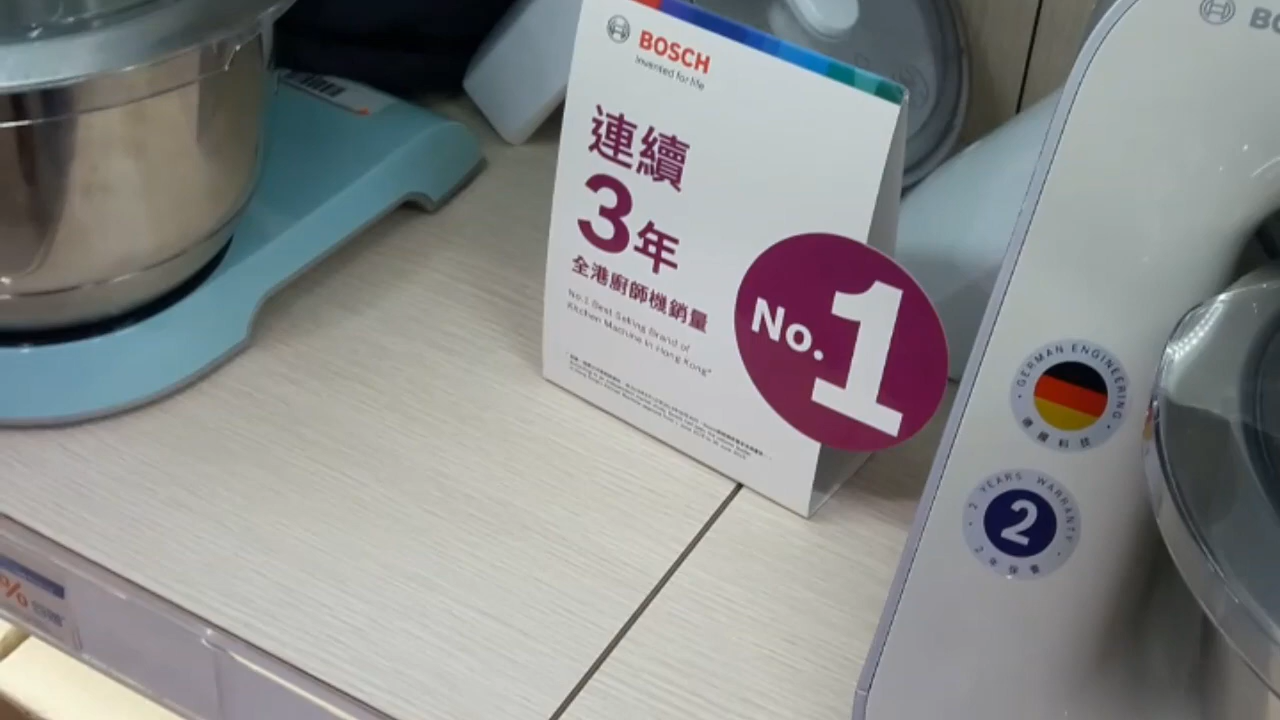 BOSCH
Invented for life
連續
3年
全港廚師機銷量
No.1 Best Selling Brand of
Kitchen Machine in Hong Kong*
No.1
GERMAN ENGINEERING
德國科技
2 YEARS WARRANTY
2
2年保養
%